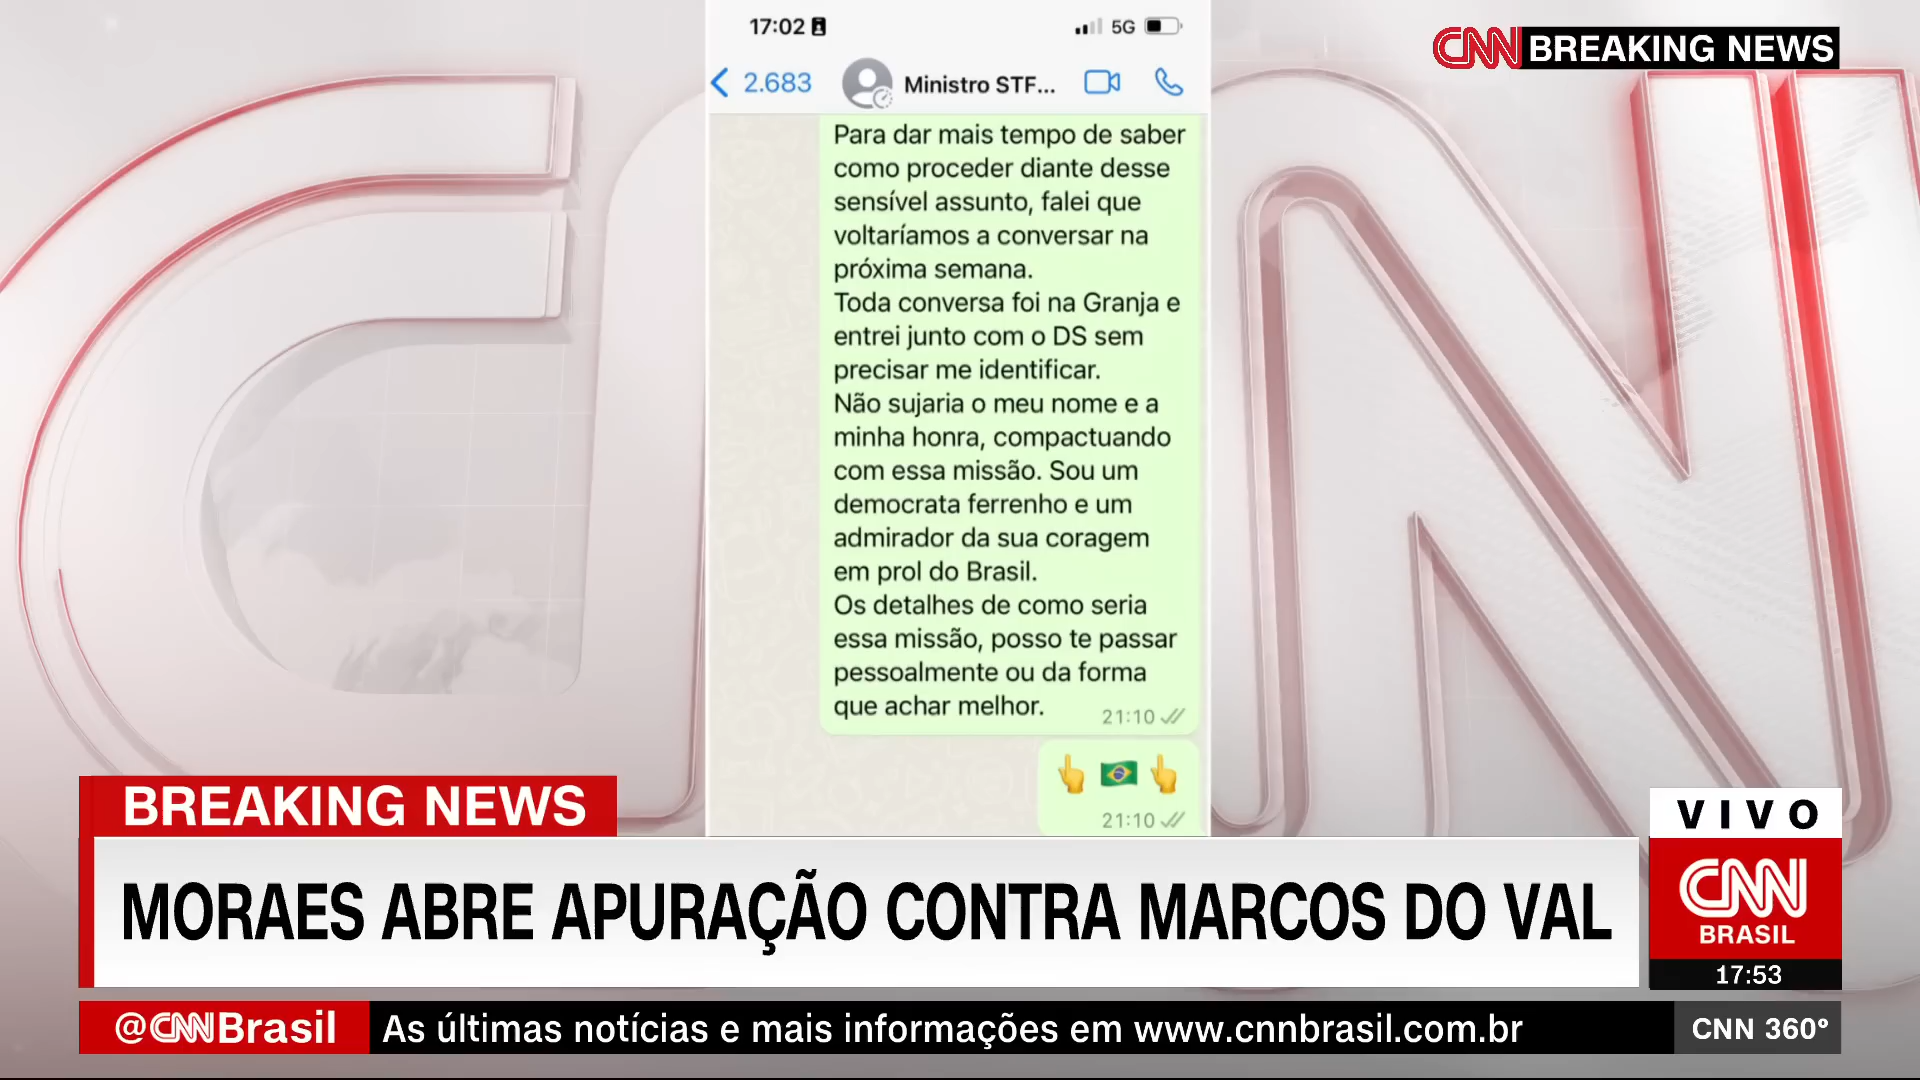 17:02
5G
CNN BREAKING NEWS
2.683
Ministro STF...
Para dar mais tempo de saber
como proceder diante desse
sensível assunto, falei que
voltaríamos a conversar na
próxima semana.
Toda conversa foi na Granja e
entrei junto com o DS sem
precisar me identificar.
Não sujaria o meu nome e a
minha honra, compactuando
com essa missão. Sou um
democrata ferrenho e um
admirador da sua coragem
em prol do Brasil.
Os detalhes de como seria
essa missão, posso te passar
pessoalmente ou da forma
que achar melhor.
21:10
👆🇧🇷👆
21:10
BREAKING NEWS
MORAES ABRE APURAÇÃO CONTRA MARCOS DO VAL
VIVO
CNN
BRASIL
17:53
@CNNBrasil
As últimas notícias e mais informações em www.cnnbrasil.com.br
CNN 360°